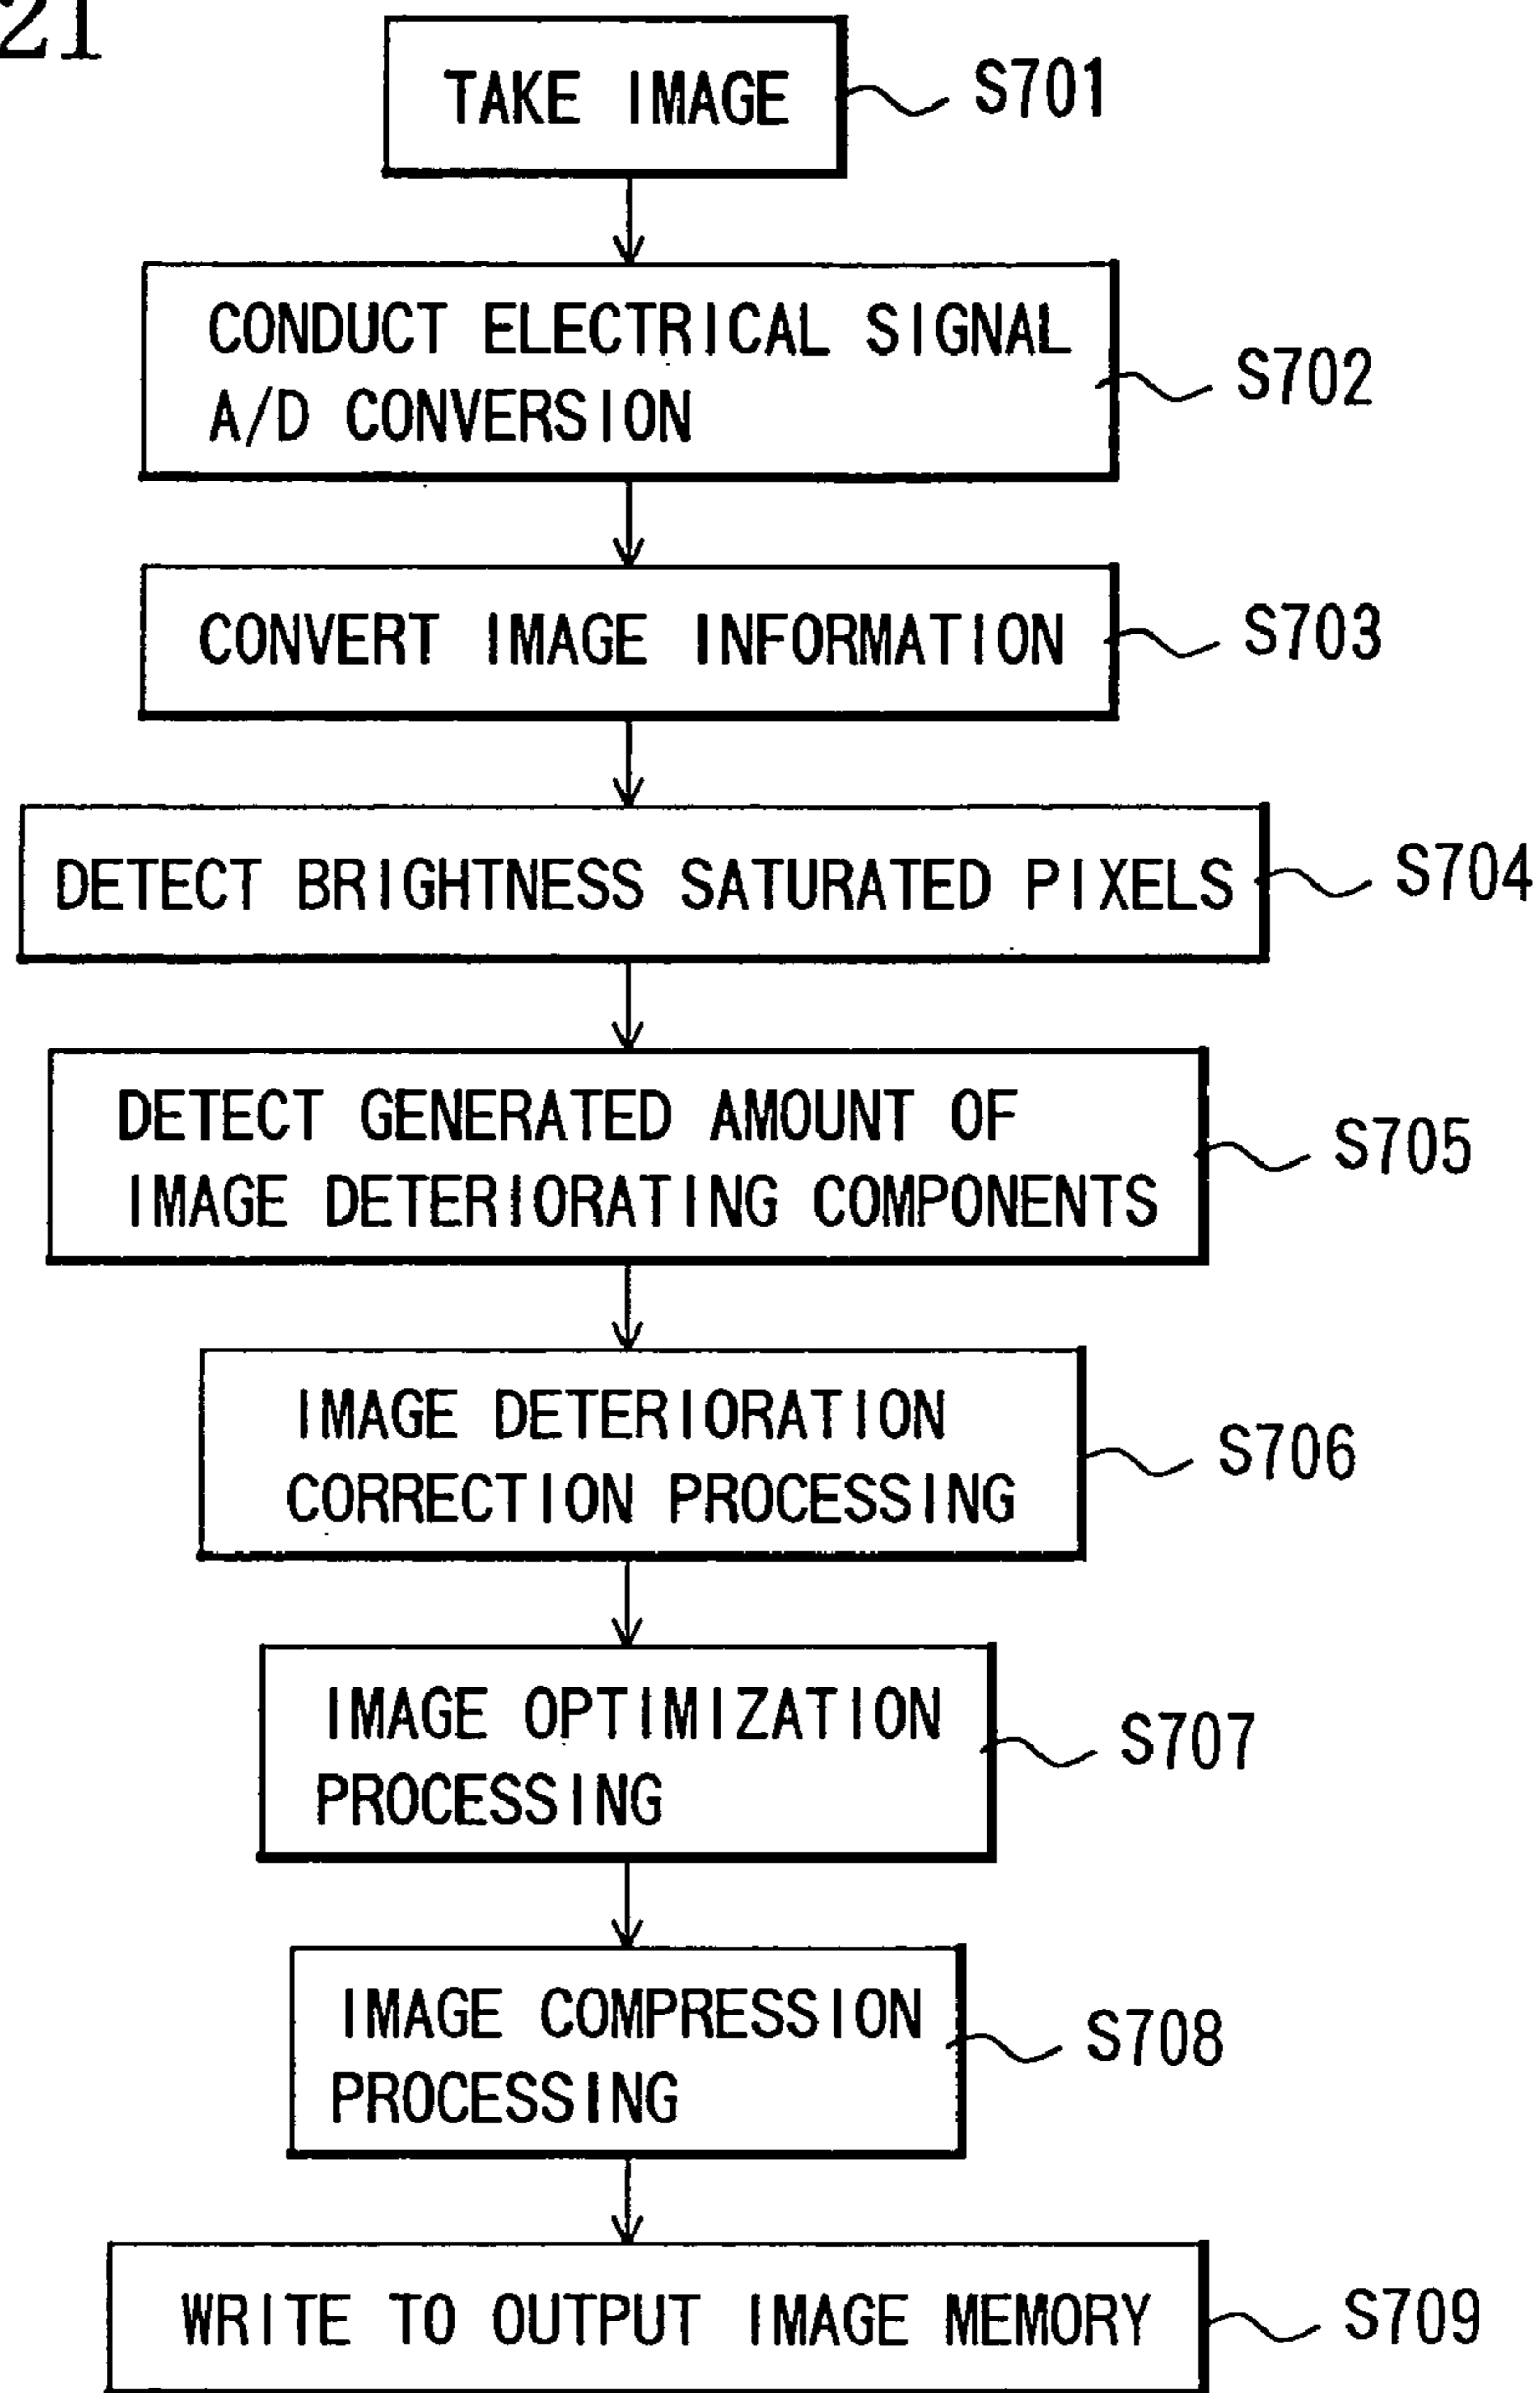 21
TAKE IMAGE
S701
CONDUCT ELECTRICAL SIGNAL
A/D CONVERSION
S702
CONVERT IMAGE INFORMATION
S703
DETECT BRIGHTNESS SATURATED PIXELS
S704
DETECT GENERATED AMOUNT OF
IMAGE DETERIORATING COMPONENTS
S705
IMAGE DETERIORATION
CORRECTION PROCESSING
S706
IMAGE OPTIMIZATION
PROCESSING
S707
IMAGE COMPRESSION
PROCESSING
S708
WRITE TO OUTPUT IMAGE MEMORY
S709